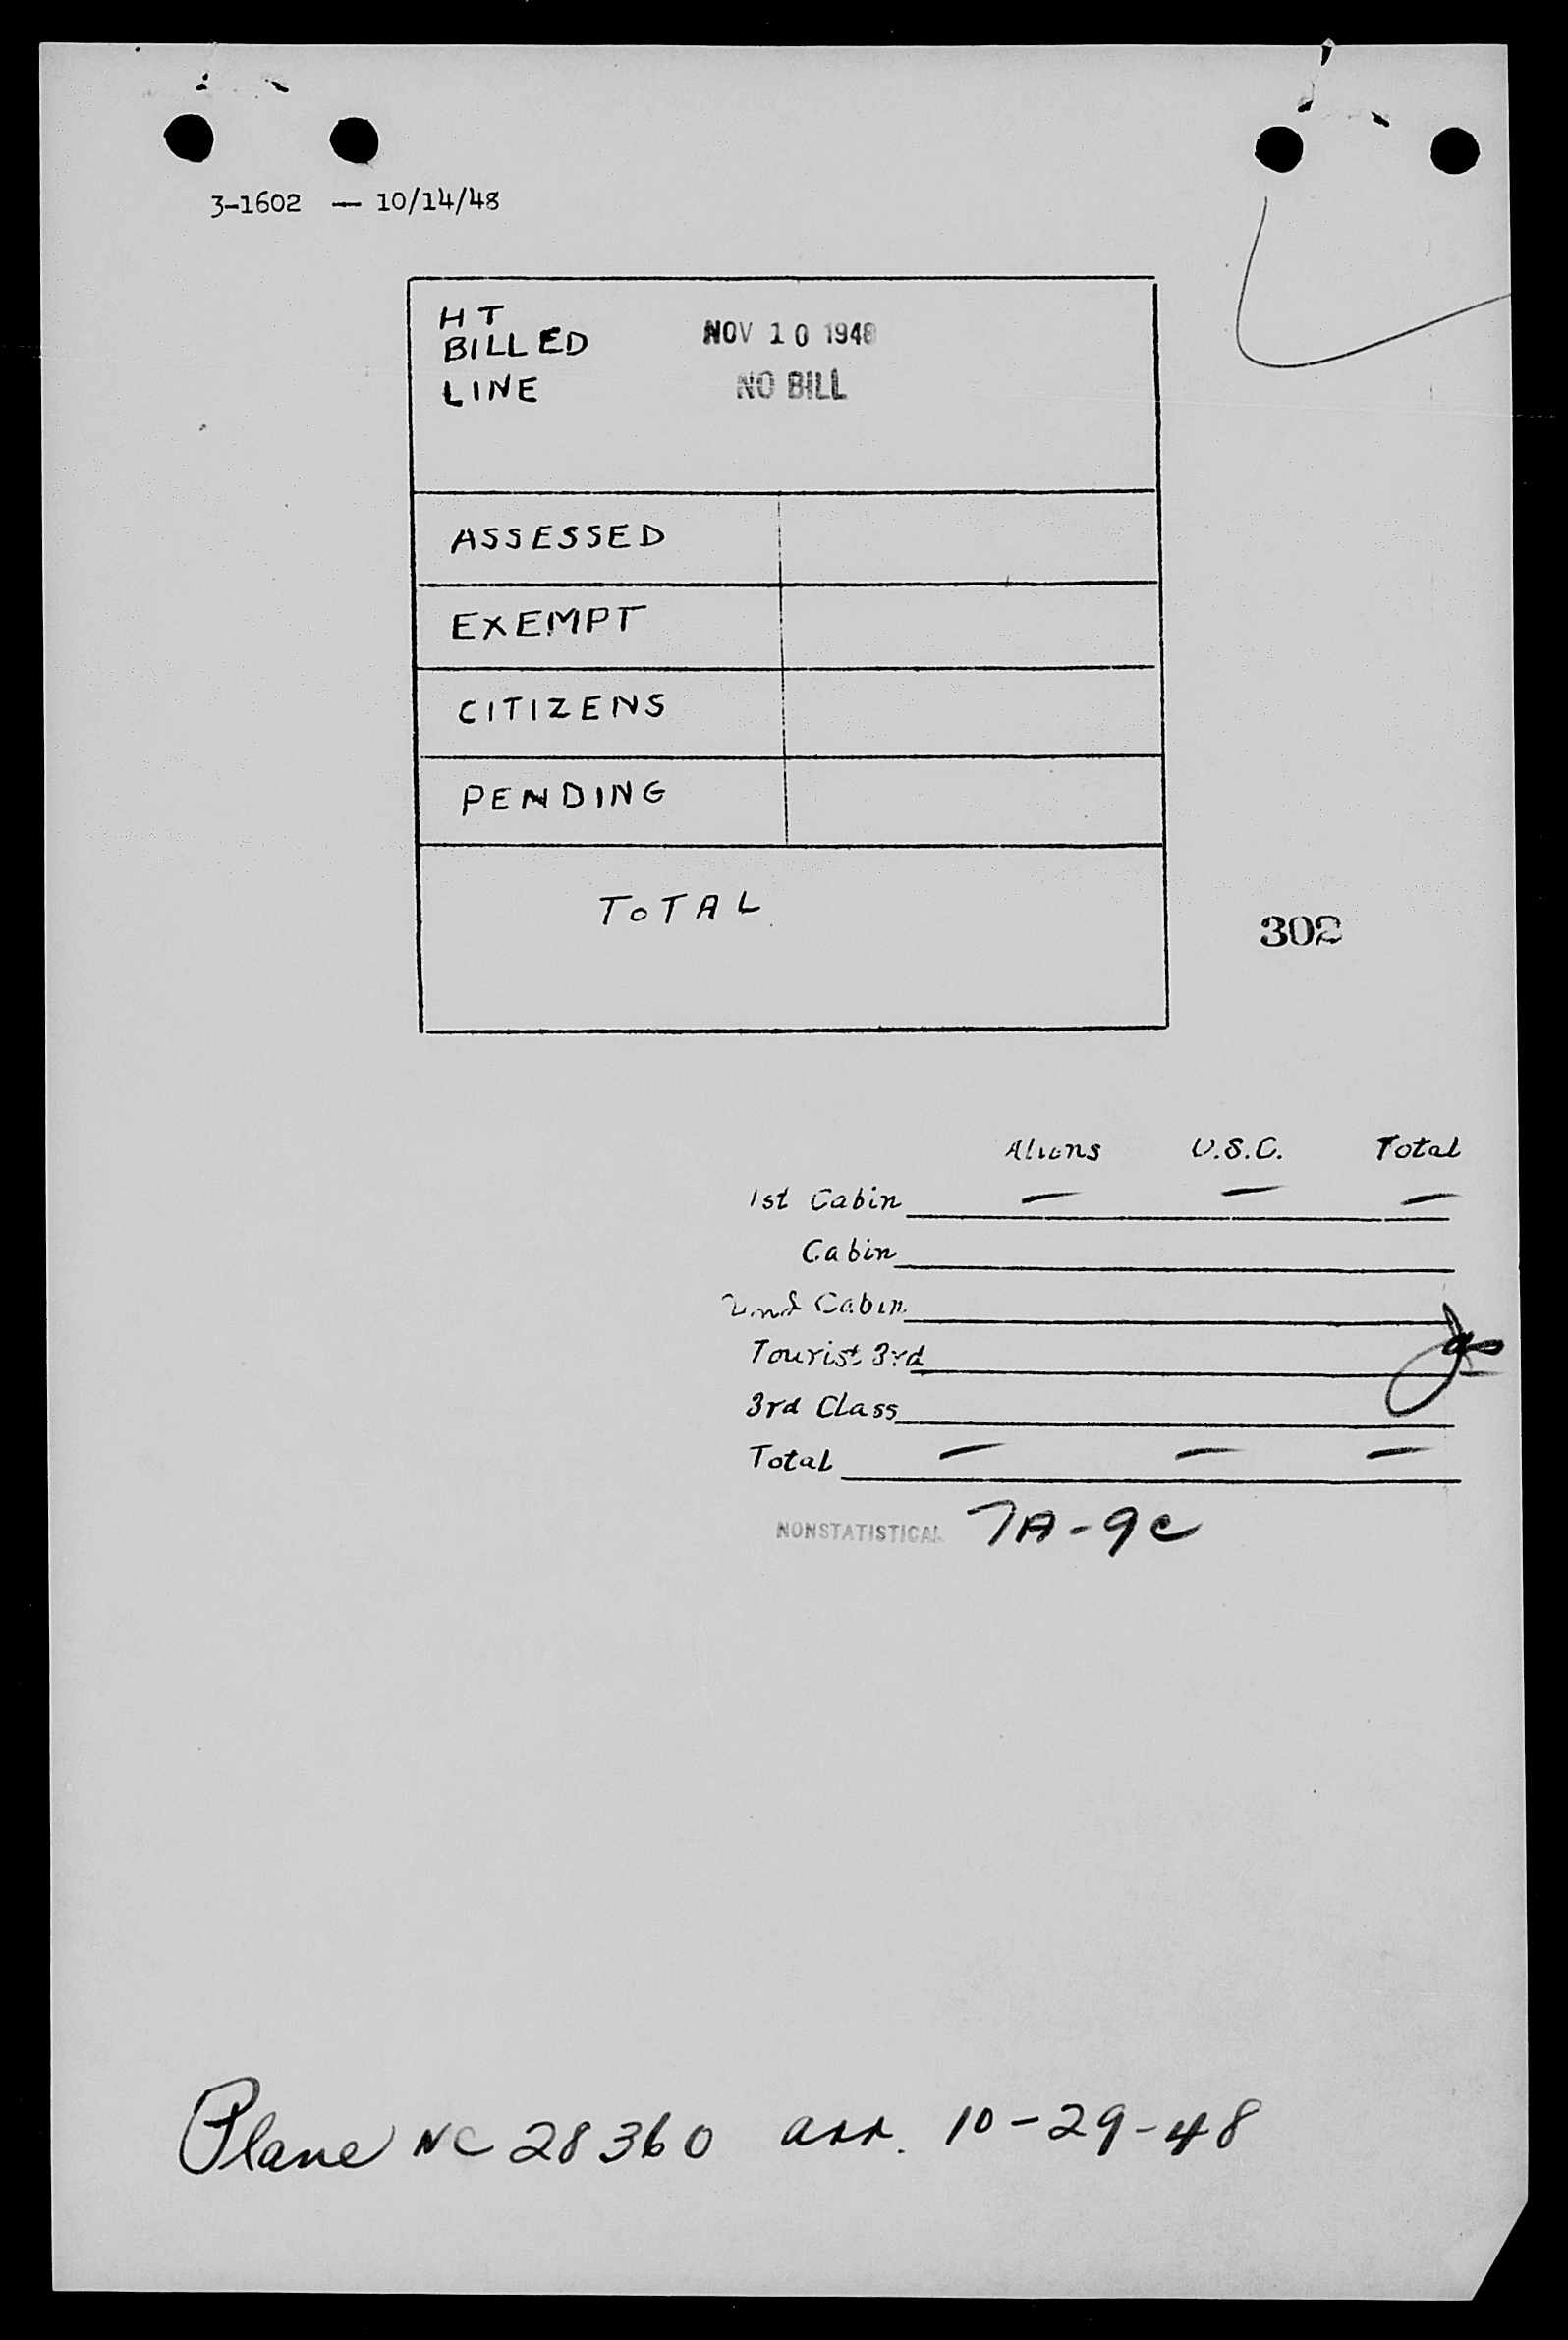 3-1602 — 10/14/48
HT
BILLED NOV 10 1948
LINE NO BILL
ASSESSED
EXEMPT
CITIZENS
PENDING
TOTAL
302
Aliens U.S.C. Total
1st Cabin — — —
Cabin
2nd Cabin
Tourist 3rd
3rd Class
Total — — —
NONSTATISTICAL 7A-9c
Plane NC 28360 arr. 10-29-48